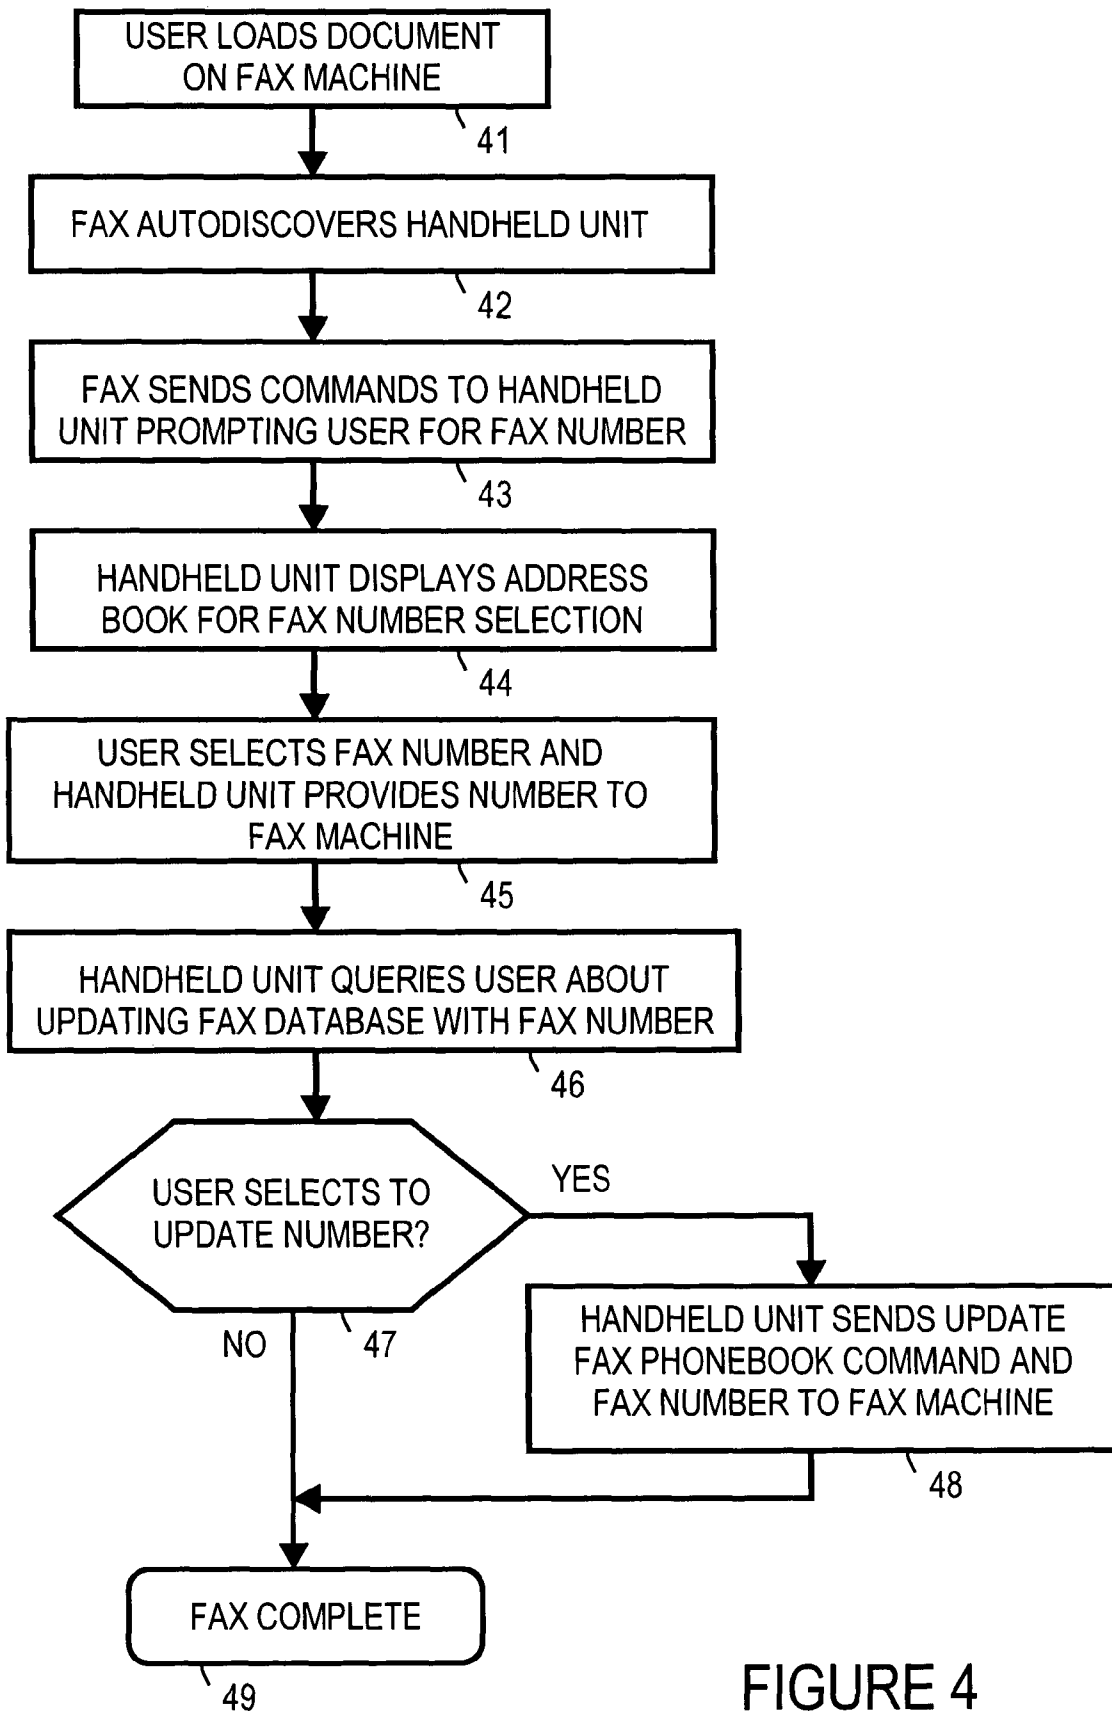 USER LOADS DOCUMENT
ON FAX MACHINE
41
FAX AUTODISCOVERS HANDHELD UNIT
42
FAX SENDS COMMANDS TO HANDHELD
UNIT PROMPTING USER FOR FAX NUMBER
43
HANDHELD UNIT DISPLAYS ADDRESS
BOOK FOR FAX NUMBER SELECTION
44
USER SELECTS FAX NUMBER AND
HANDHELD UNIT PROVIDES NUMBER TO
FAX MACHINE
45
HANDHELD UNIT QUERIES USER ABOUT
UPDATING FAX DATABASE WITH FAX NUMBER
46
USER SELECTS TO
UPDATE NUMBER?
47
YES
NO
HANDHELD UNIT SENDS UPDATE
FAX PHONEBOOK COMMAND AND
FAX NUMBER TO FAX MACHINE
48
FAX COMPLETE
49
FIGURE 4